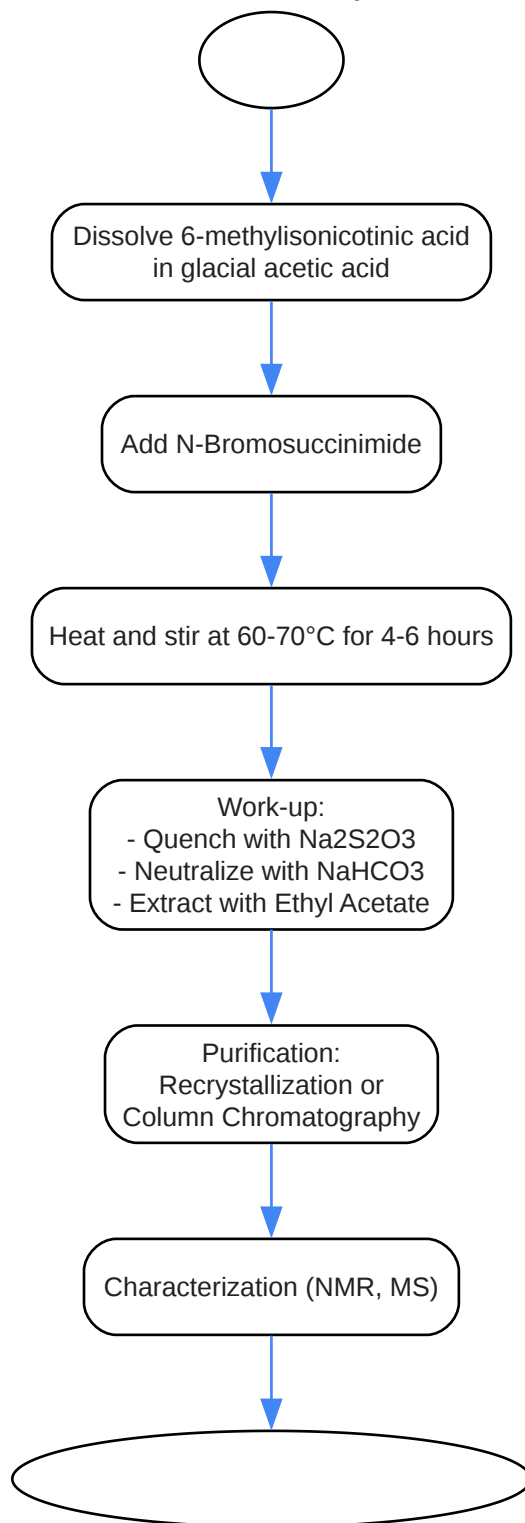 Dissolve 6-methylisonicotinic acid
in glacial acetic acid
Add N-Bromosuccinimide
Heat and stir at 60-70°C for 4-6 hours
Work-up:
- Quench with Na2S2O3
- Neutralize with NaHCO3
- Extract with Ethyl Acetate
Purification:
Recrystallization or
Column Chromatography
Characterization (NMR, MS)